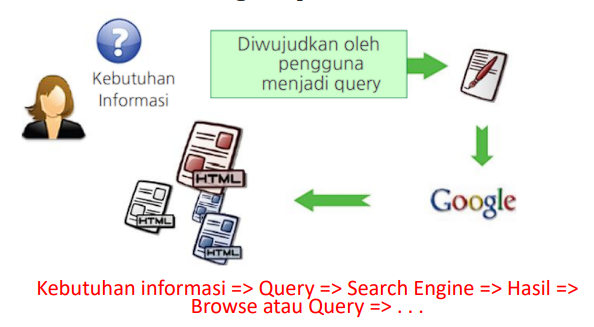 ?
Kebutuhan
Informasi
Diwujudkan oleh
pengguna
menjadi query
Google
HTML
HTML
HTML
HTML
Kebutuhan informasi => Query => Search Engine => Hasil =>
Browse atau Query => . . .